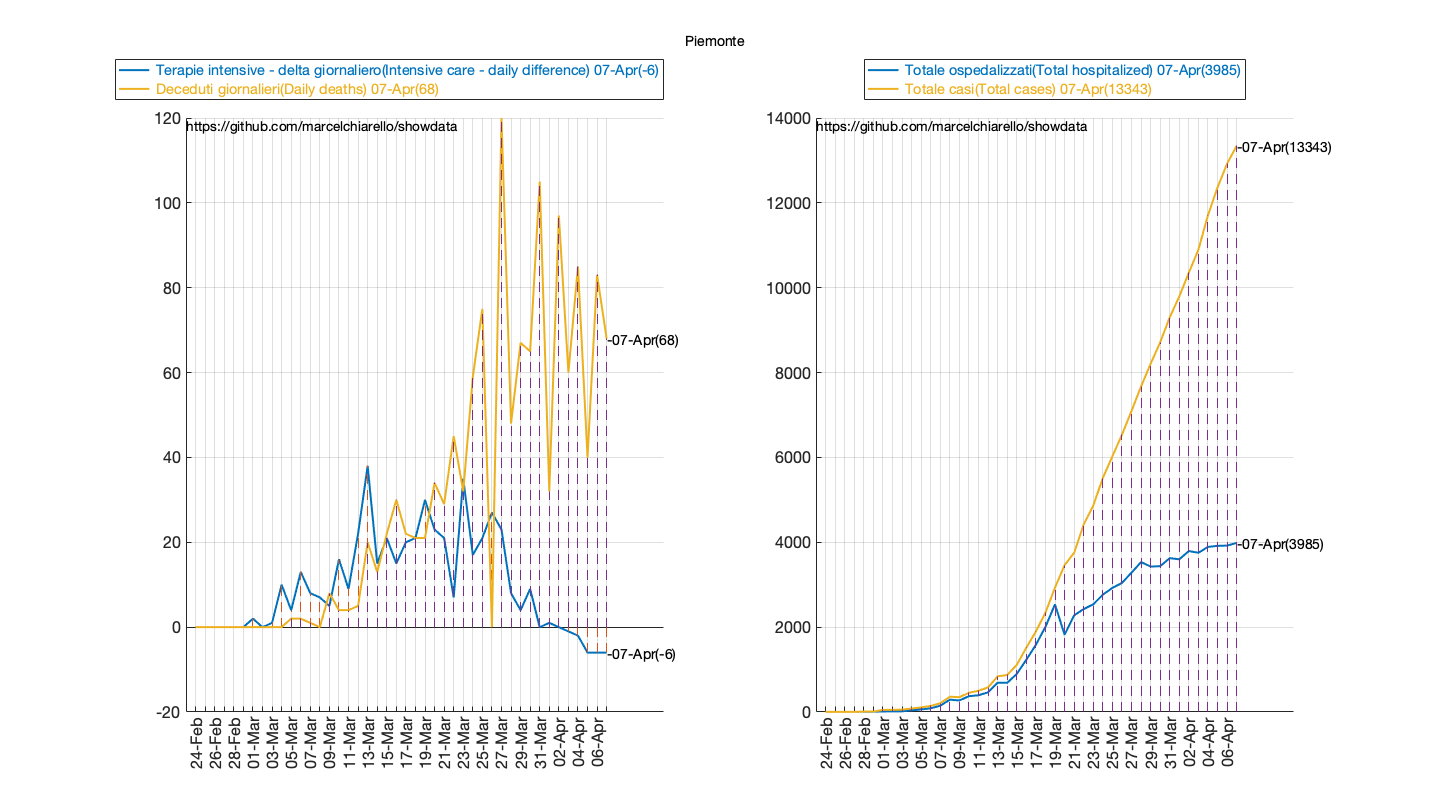 Piemonte
Terapie intensive - delta giornaliero(Intensive care - daily difference) 07-Apr(-6)
Deceduti giornalieri(Daily deaths) 07-Apr(68)
https://github.com/marcelchiarello/showdata
120
100
80
60
40
20
0
-20
-07-Apr(68)
-07-Apr(-6)
24-Feb
26-Feb
28-Feb
01-Mar
03-Mar
05-Mar
07-Mar
09-Mar
11-Mar
13-Mar
15-Mar
17-Mar
19-Mar
21-Mar
23-Mar
25-Mar
27-Mar
29-Mar
31-Mar
02-Apr
04-Apr
06-Apr
Totale ospedalizzati(Total hospitalized) 07-Apr(3985)
Totale casi(Total cases) 07-Apr(13343)
https://github.com/marcelchiarello/showdata
14000
12000
10000
8000
6000
4000
2000
0
-07-Apr(13343)
-07-Apr(3985)
24-Feb
26-Feb
28-Feb
01-Mar
03-Mar
05-Mar
07-Mar
09-Mar
11-Mar
13-Mar
15-Mar
17-Mar
19-Mar
21-Mar
23-Mar
25-Mar
27-Mar
29-Mar
31-Mar
02-Apr
04-Apr
06-Apr